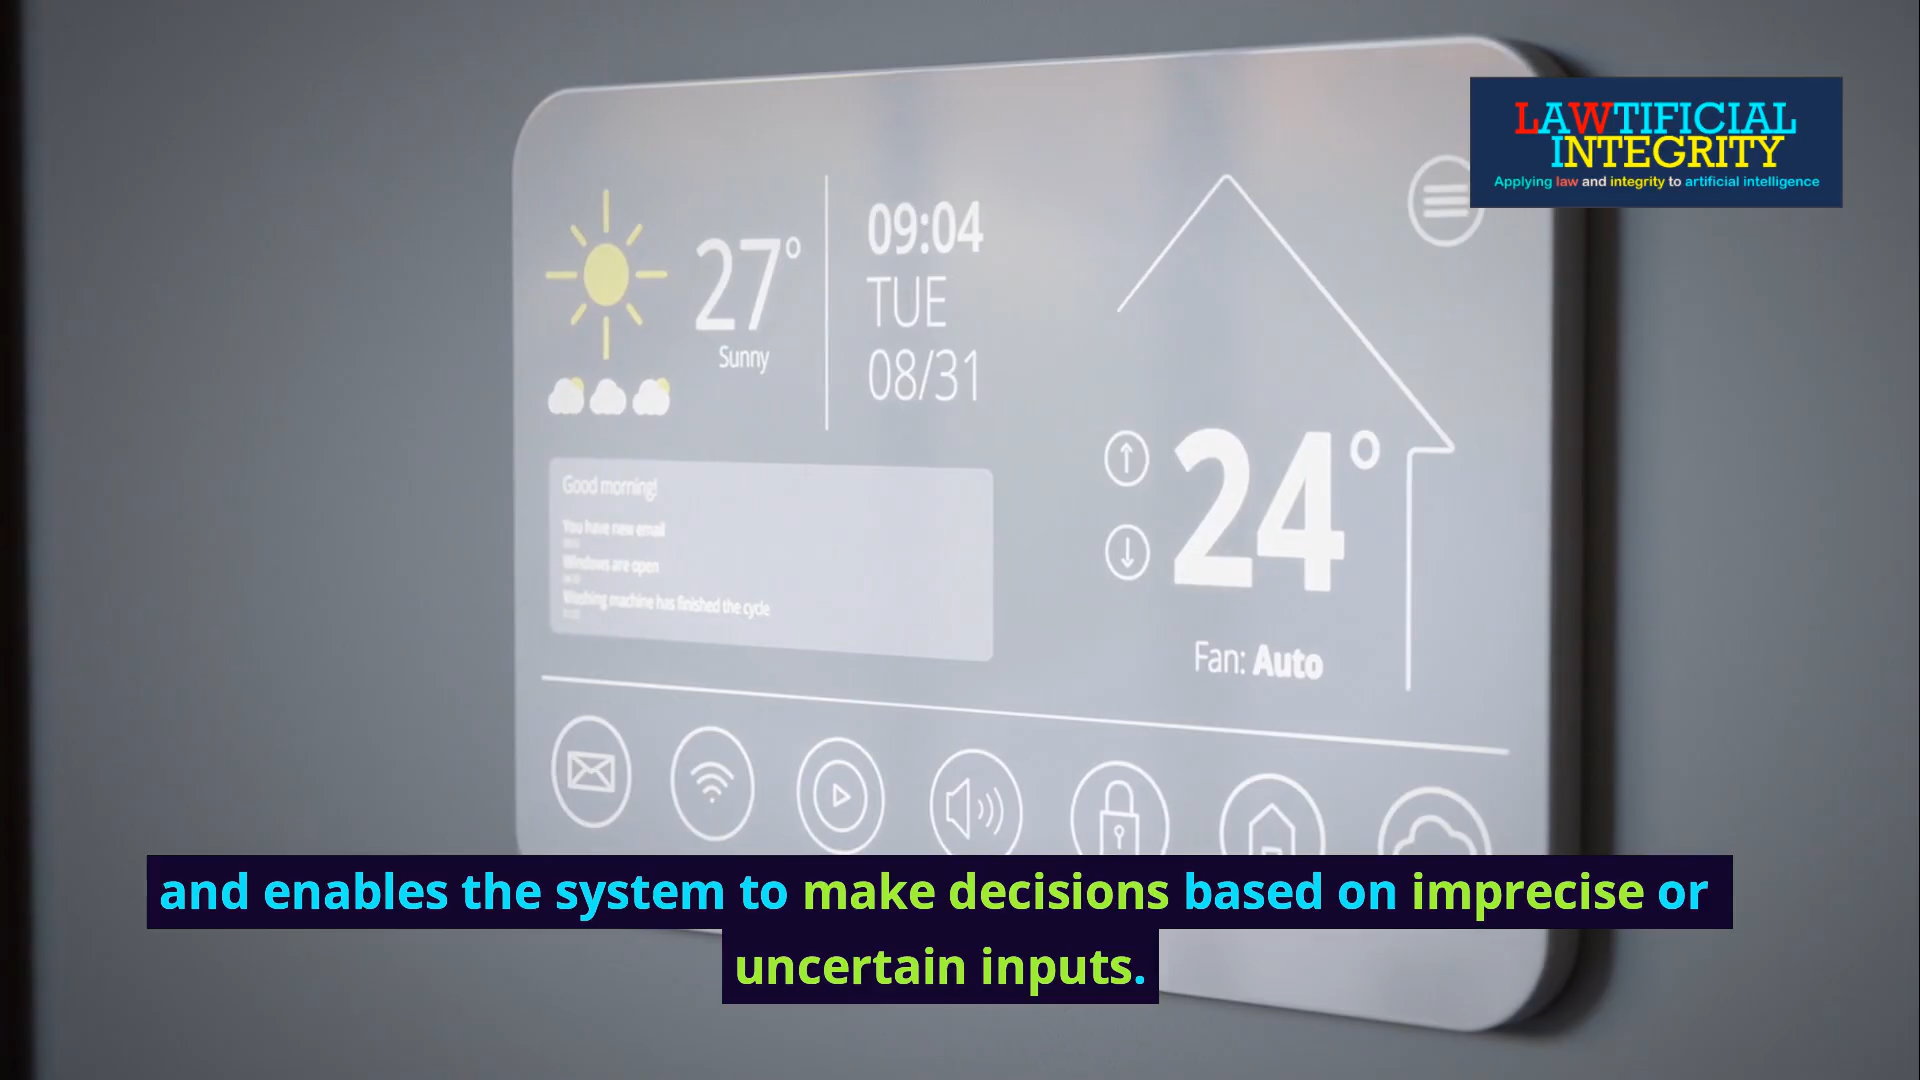 LAWTIFICIAL
INTEGRITY
Applying law and integrity to artificial intelligence
27°
Sunny
09:04
TUE
08/31
24°
Fan: Auto
Good morning!
You have new email
Windows are open
Washing machine has finished the cycle
and enables the system to make decisions based on imprecise or
uncertain inputs.